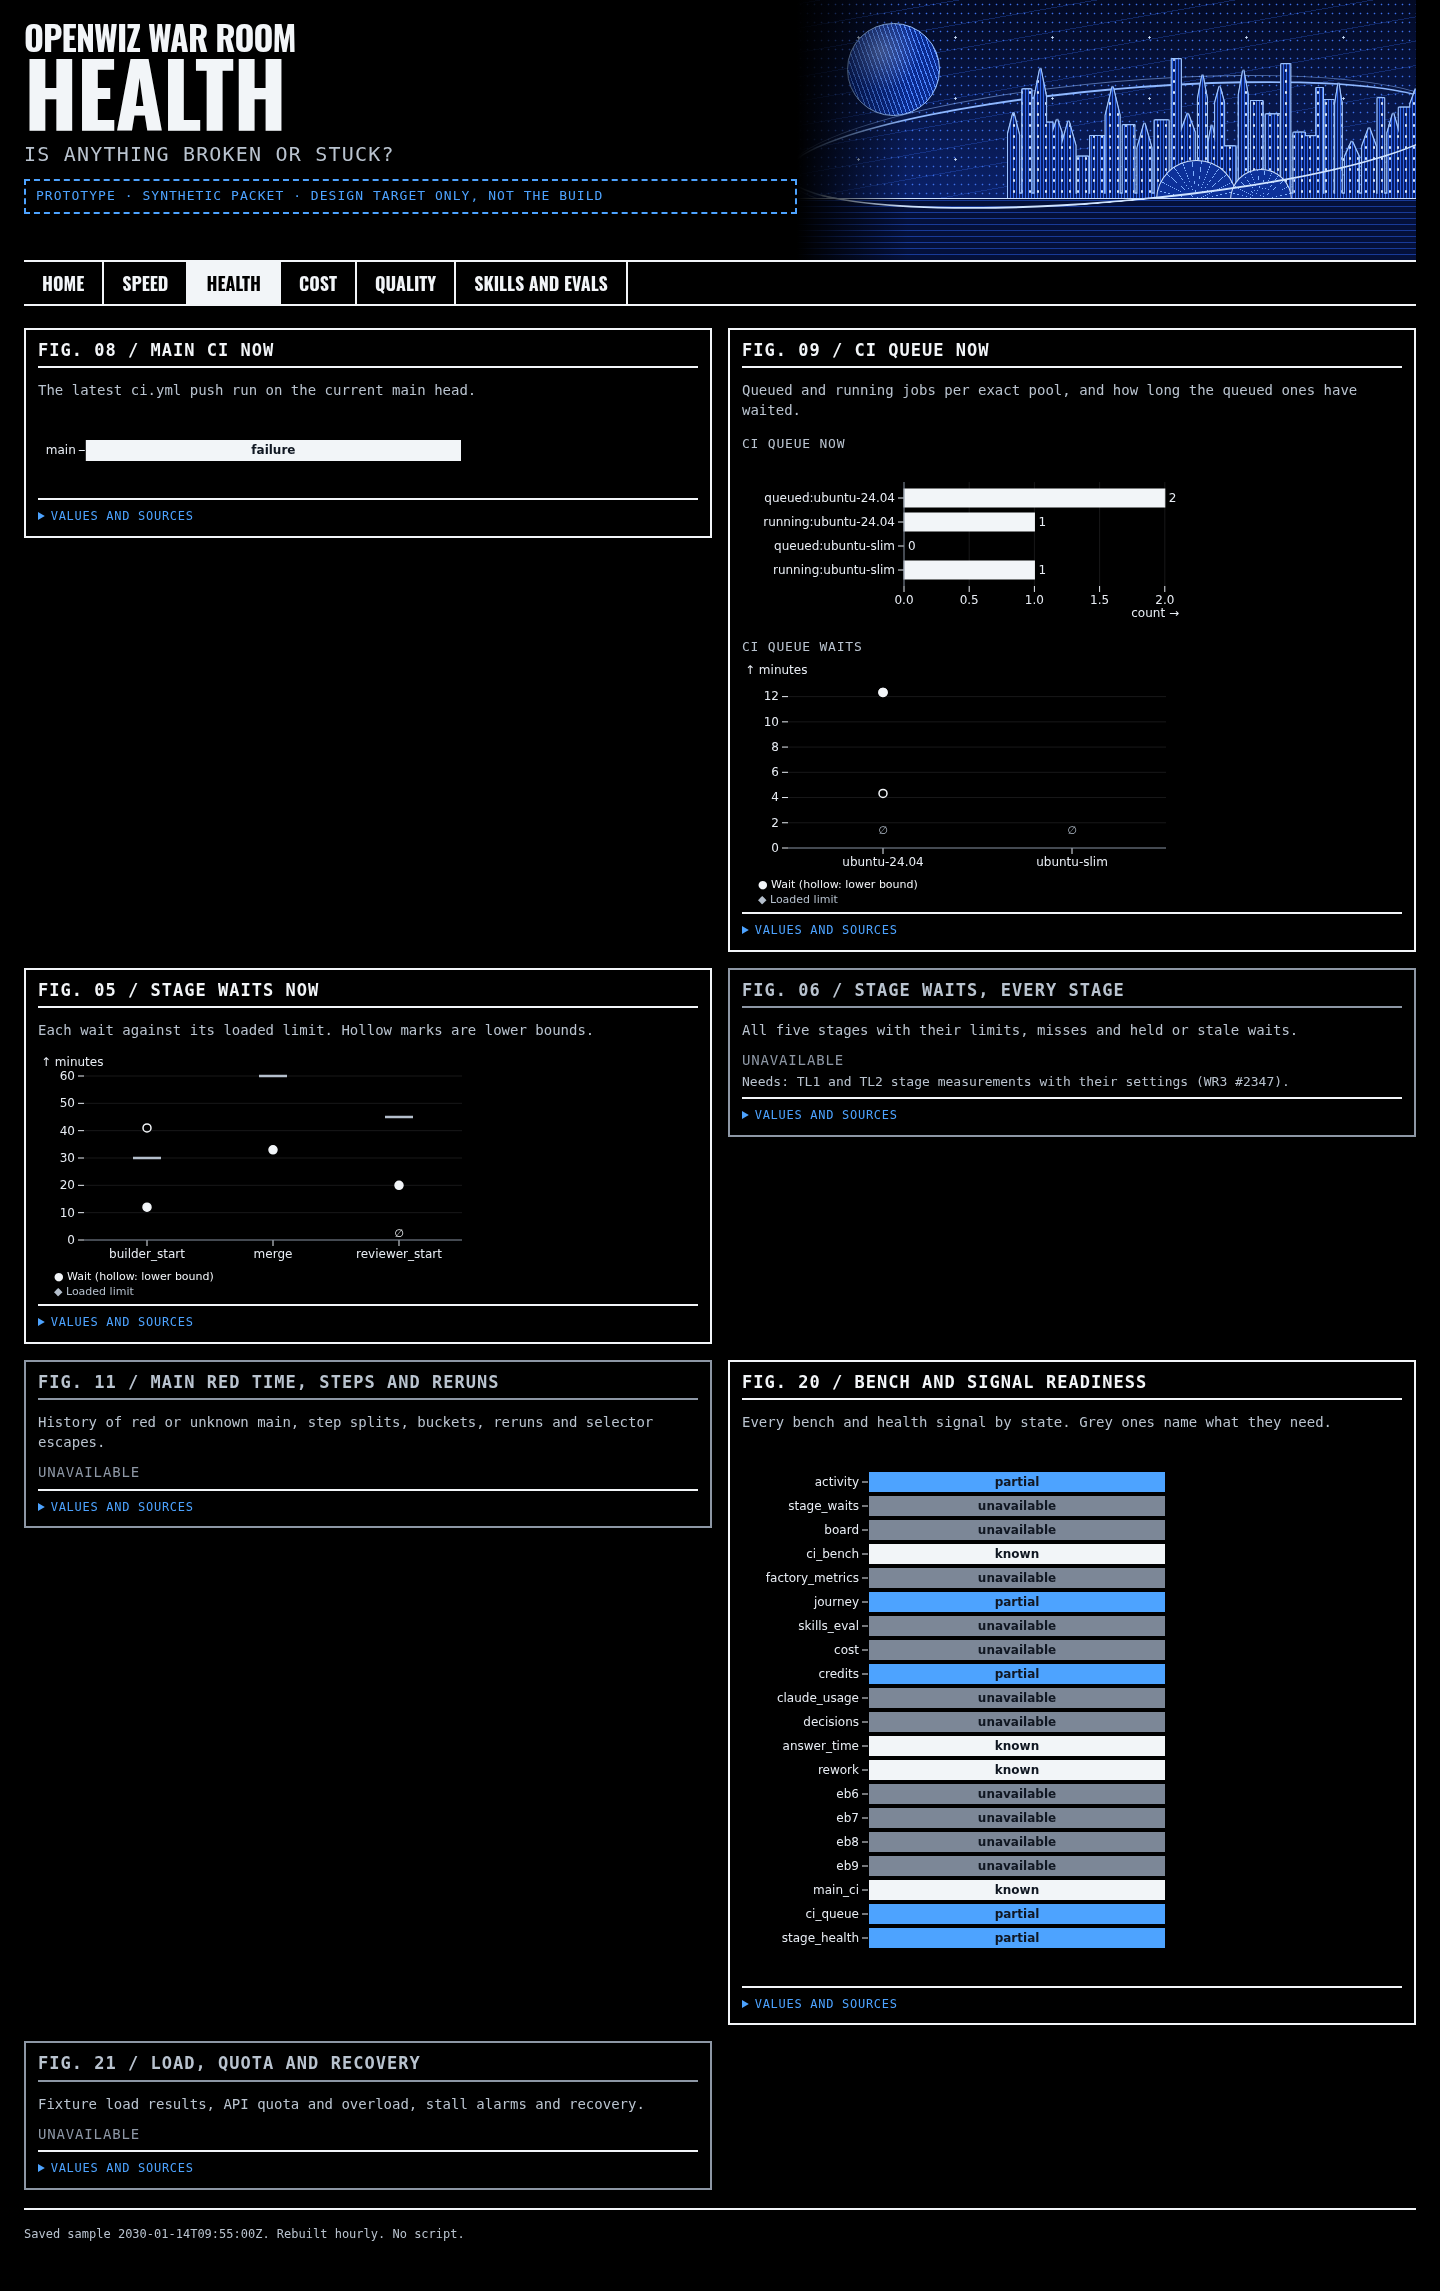 OPENWIZ WAR ROOM
HEALTH
IS ANYTHING BROKEN OR STUCK?
PROTOTYPE · SYNTHETIC PACKET · DESIGN TARGET ONLY, NOT THE BUILD
HOME SPEED HEALTH COST QUALITY SKILLS AND EVALS
FIG. 08 / MAIN CI NOW
The latest ci.yml push run on the current main head.
main failure
▶ VALUES AND SOURCES
FIG. 09 / CI QUEUE NOW
Queued and running jobs per exact pool, and how long the queued ones have
waited.
CI QUEUE NOW
queued:ubuntu-24.04 2
running:ubuntu-24.04 1
queued:ubuntu-slim 0
running:ubuntu-slim 1
0.0 0.5 1.0 1.5 2.0
count →
CI QUEUE WAITS
↑ minutes
12
10
8
6
4
2
∅ ∅
0
ubuntu-24.04 ubuntu-slim
● Wait (hollow: lower bound)
◆ Loaded limit
▶ VALUES AND SOURCES
FIG. 05 / STAGE WAITS NOW
Each wait against its loaded limit. Hollow marks are lower bounds.
↑ minutes
60
50
40
30
20
10
∅
0
builder_start merge reviewer_start
● Wait (hollow: lower bound)
◆ Loaded limit
▶ VALUES AND SOURCES
FIG. 06 / STAGE WAITS, EVERY STAGE
All five stages with their limits, misses and held or stale waits.
UNAVAILABLE
Needs: TL1 and TL2 stage measurements with their settings (WR3 #2347).
▶ VALUES AND SOURCES
FIG. 11 / MAIN RED TIME, STEPS AND RERUNS
History of red or unknown main, step splits, buckets, reruns and selector
escapes.
UNAVAILABLE
▶ VALUES AND SOURCES
FIG. 20 / BENCH AND SIGNAL READINESS
Every bench and health signal by state. Grey ones name what they need.
activity partial
stage_waits unavailable
board unavailable
ci_bench known
factory_metrics unavailable
journey partial
skills_eval unavailable
cost unavailable
credits partial
claude_usage unavailable
decisions unavailable
answer_time known
rework known
eb6 unavailable
eb7 unavailable
eb8 unavailable
eb9 unavailable
main_ci known
ci_queue partial
stage_health partial
▶ VALUES AND SOURCES
FIG. 21 / LOAD, QUOTA AND RECOVERY
Fixture load results, API quota and overload, stall alarms and recovery.
UNAVAILABLE
▶ VALUES AND SOURCES
Saved sample 2030-01-14T09:55:00Z. Rebuilt hourly. No script.